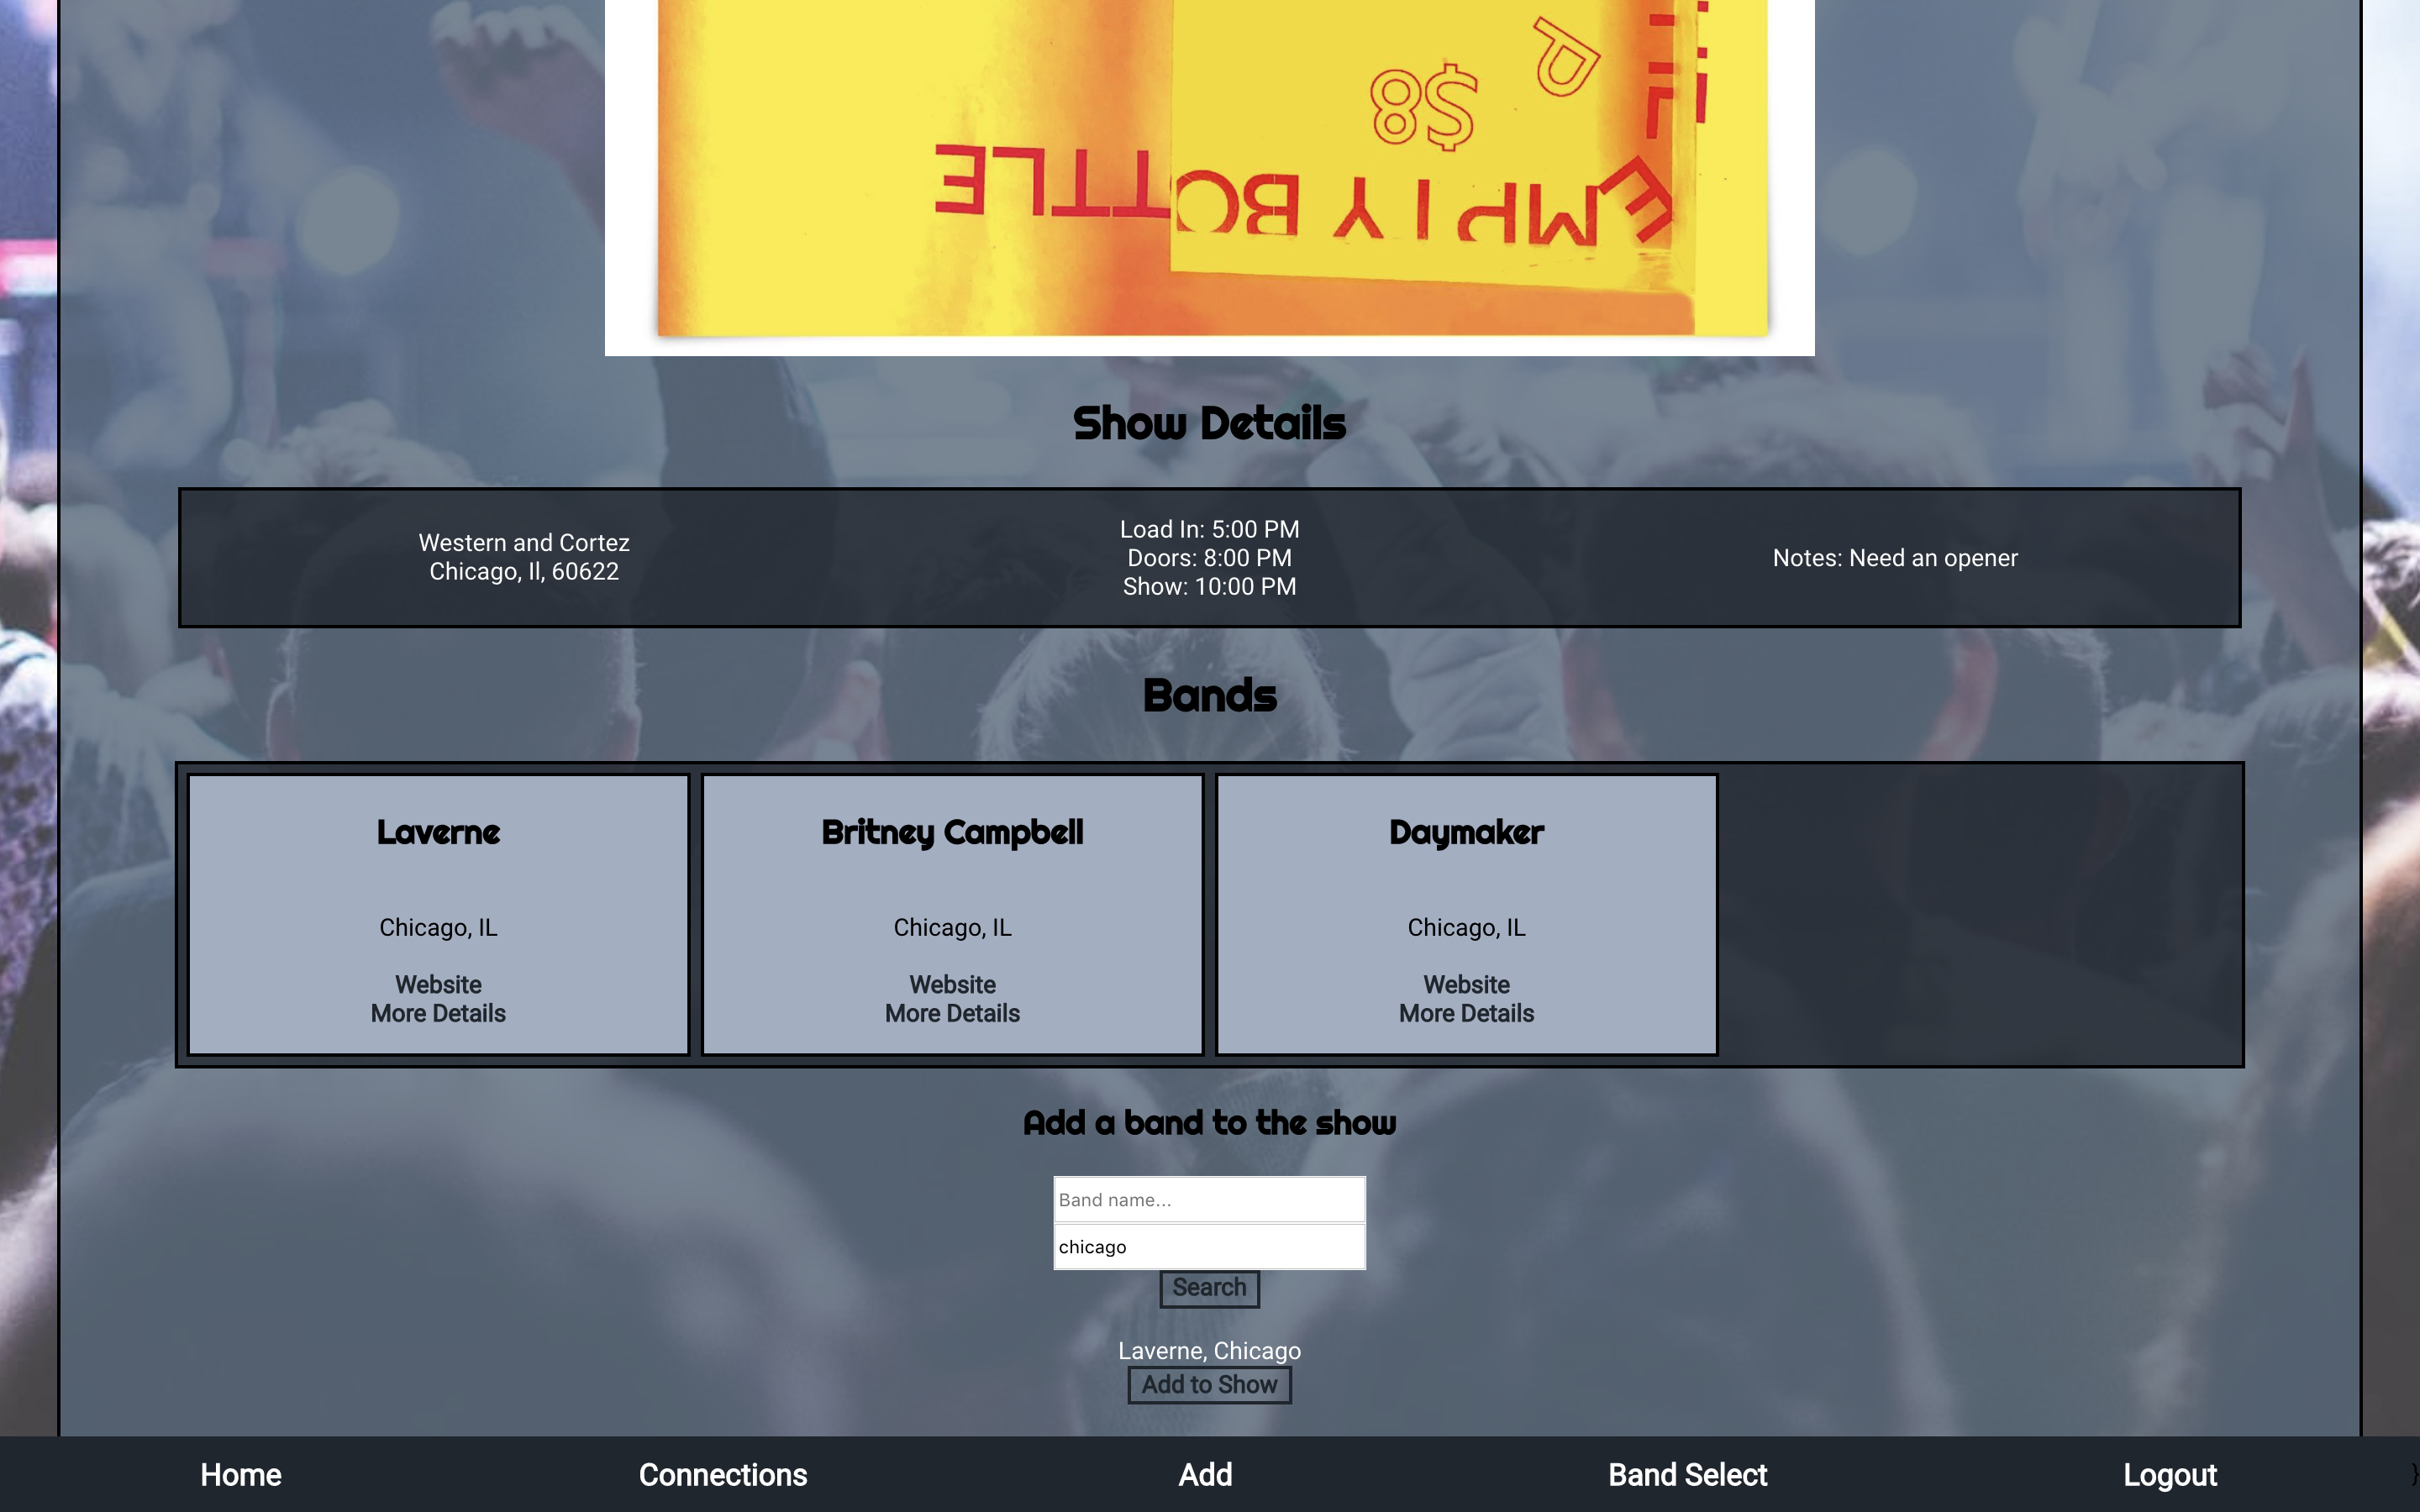 P
$8
EMPTY BOTTLE
Show Details
Western and Cortez
Chicago, Il, 60622
Load In: 5:00 PM
Doors: 8:00 PM
Show: 10:00 PM
Notes: Need an opener
Bands
Laverne
Chicago, IL
Website
More Details
Britney Campbell
Chicago, IL
Website
More Details
Daymaker
Chicago, IL
Website
More Details
Add a band to the show
Band name...
chicago
Search
Laverne, Chicago
Add to Show
Home
Connections
Add
Band Select
Logout
}